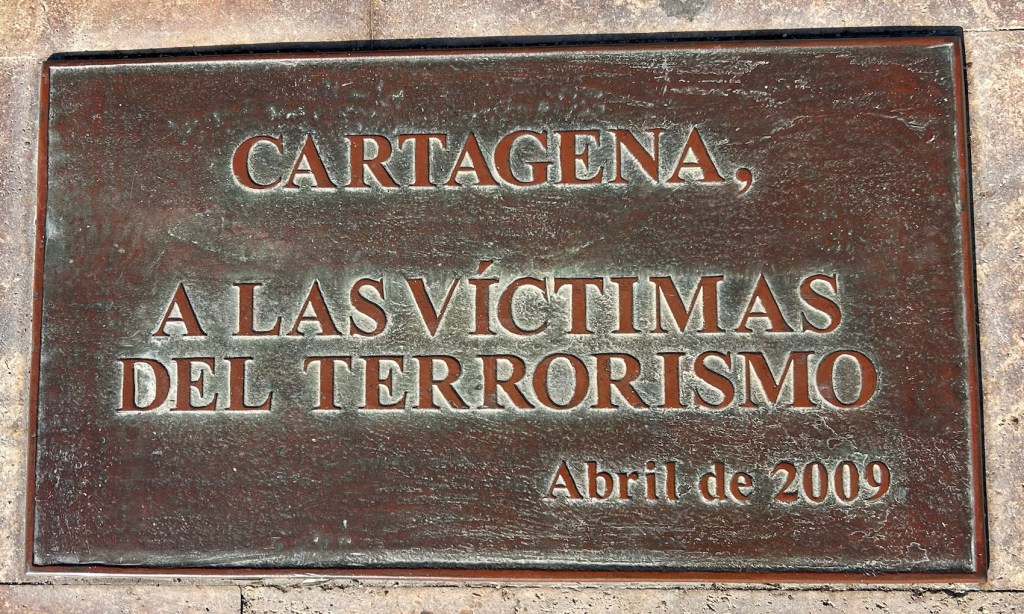 CARTAGENA,
A LAS VÍCTIMAS
DEL TERRORISMO
Abril de 2009